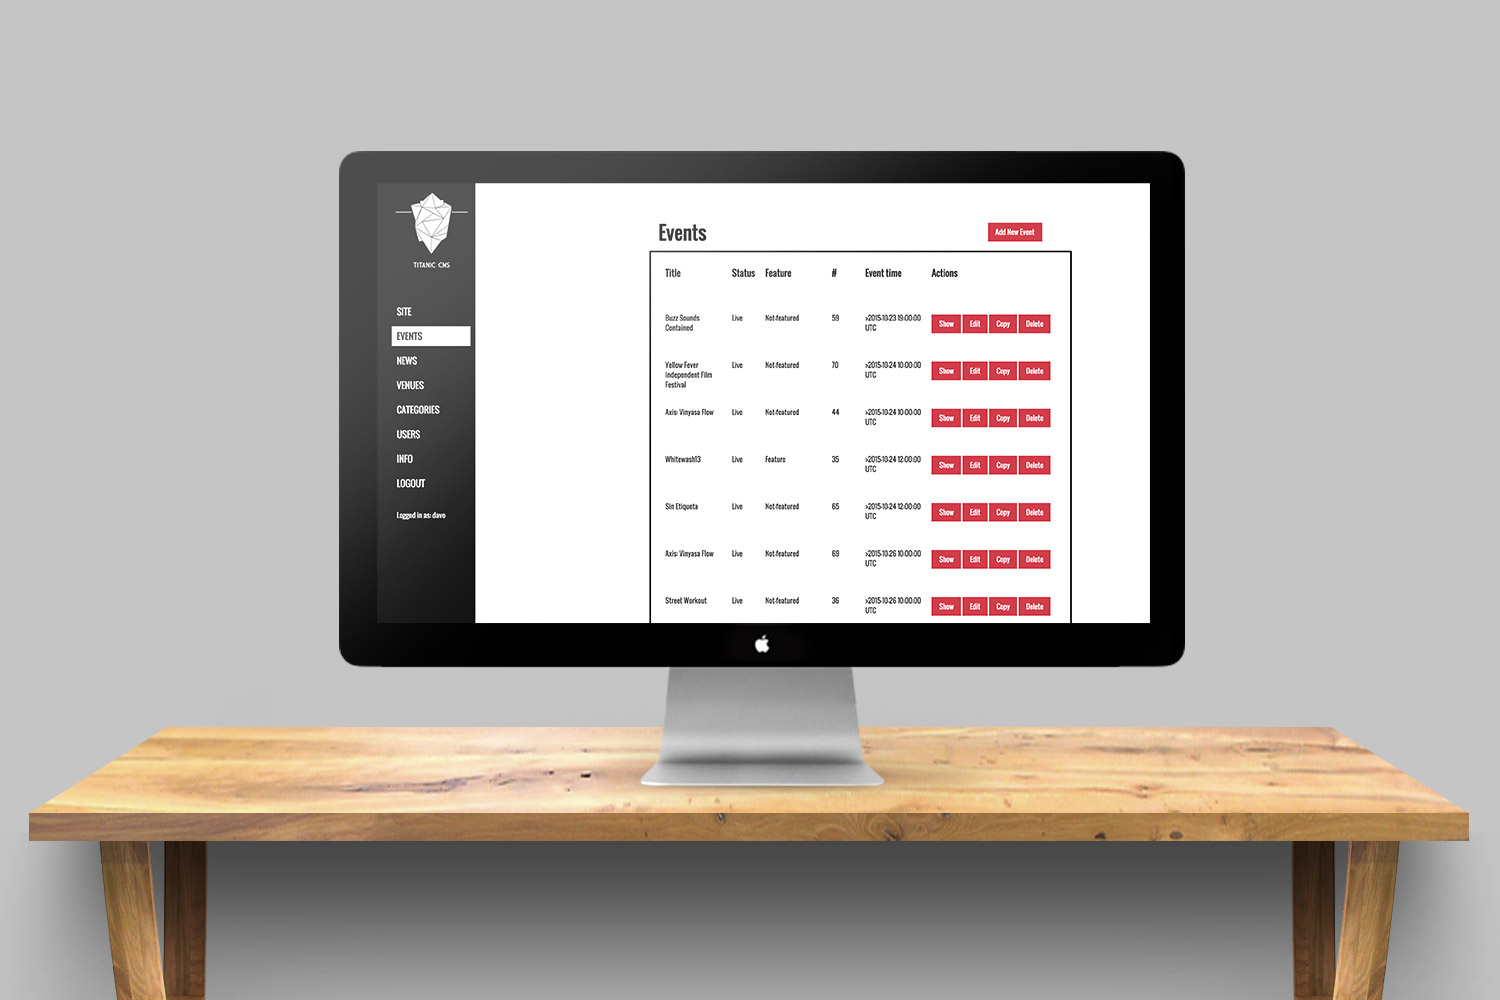 TITANIC CMS
SITE
EVENTS
NEWS
VENUES
CATEGORIES
USERS
INFO
LOGOUT
Logged in as: davo
Events
Add New Event
Title Status Feature # Event time Actions
Buzz Sounds Live Not-featured 59 >2015-10-23 19:00:00 Show Edit Copy Delete
Contained UTC
Yellow Fever Live Not-featured 70 >2015-10-24 10:00:00 Show Edit Copy Delete
Independent Film UTC
Festival
Axis: Vinyasa Flow Live Not-featured 44 >2015-10-24 10:00:00 Show Edit Copy Delete
UTC
Whitewash13 Live Feature 35 >2015-10-24 12:00:00 Show Edit Copy Delete
UTC
Sin Etiqueta Live Not-featured 65 >2015-10-24 12:00:00 Show Edit Copy Delete
UTC
Axis: Vinyasa Flow Live Not-featured 69 >2015-10-26 10:00:00 Show Edit Copy Delete
UTC
Street Workout Live Not-featured 36 >2015-10-26 10:00:00 Show Edit Copy Delete
UTC